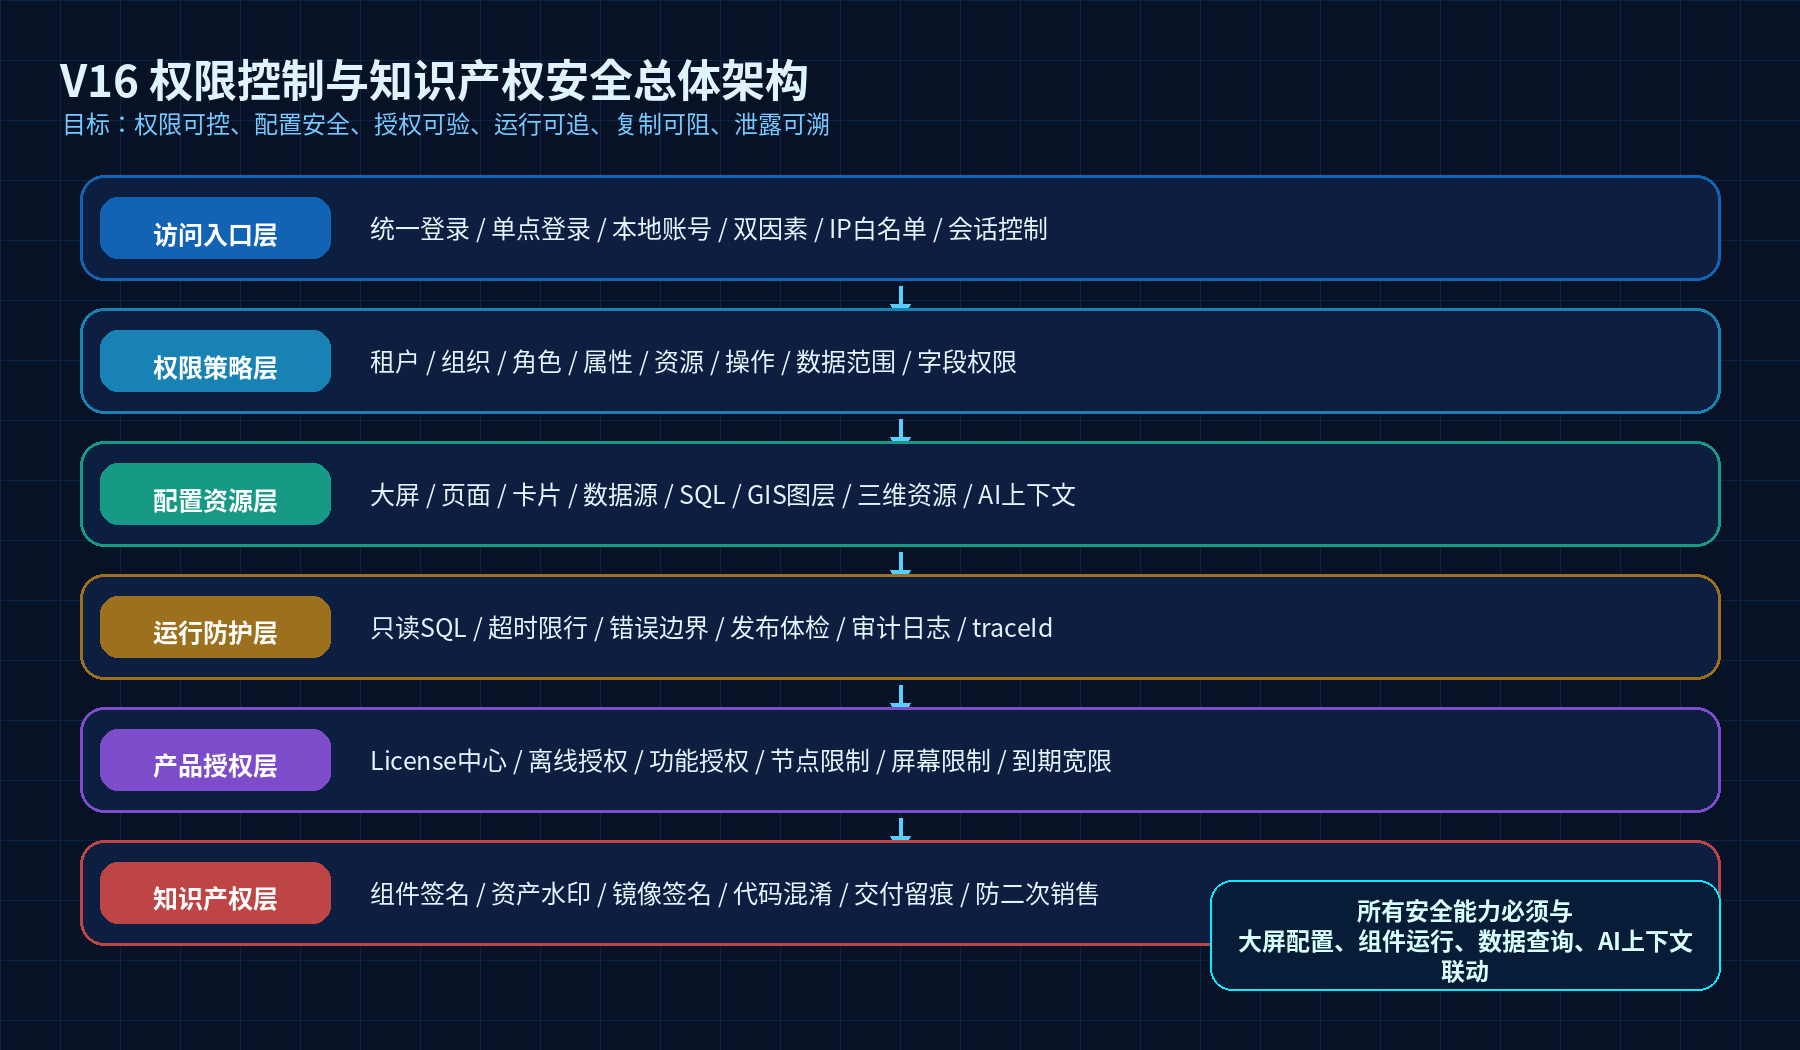 V16 权限控制与知识产权安全总体架构
目标：权限可控、配置安全、授权可验、运行可追、复制可阻、泄露可溯
访问入口层
统一登录 / 单点登录 / 本地账号 / 双因素 / IP白名单 / 会话控制
权限策略层
租户 / 组织 / 角色 / 属性 / 资源 / 操作 / 数据范围 / 字段权限
配置资源层
大屏 / 页面 / 卡片 / 数据源 / SQL / GIS图层 / 三维资源 / AI上下文
运行防护层
只读SQL / 超时限行 / 错误边界 / 发布体检 / 审计日志 / traceId
产品授权层
License中心 / 离线授权 / 功能授权 / 节点限制 / 屏幕限制 / 到期宽限
知识产权层
组件签名 / 资产水印 / 镜像签名 / 代码混淆 / 交付留痕 / 防二次销售
所有安全能力必须与
大屏配置、组件运行、数据查询、AI上下文
联动